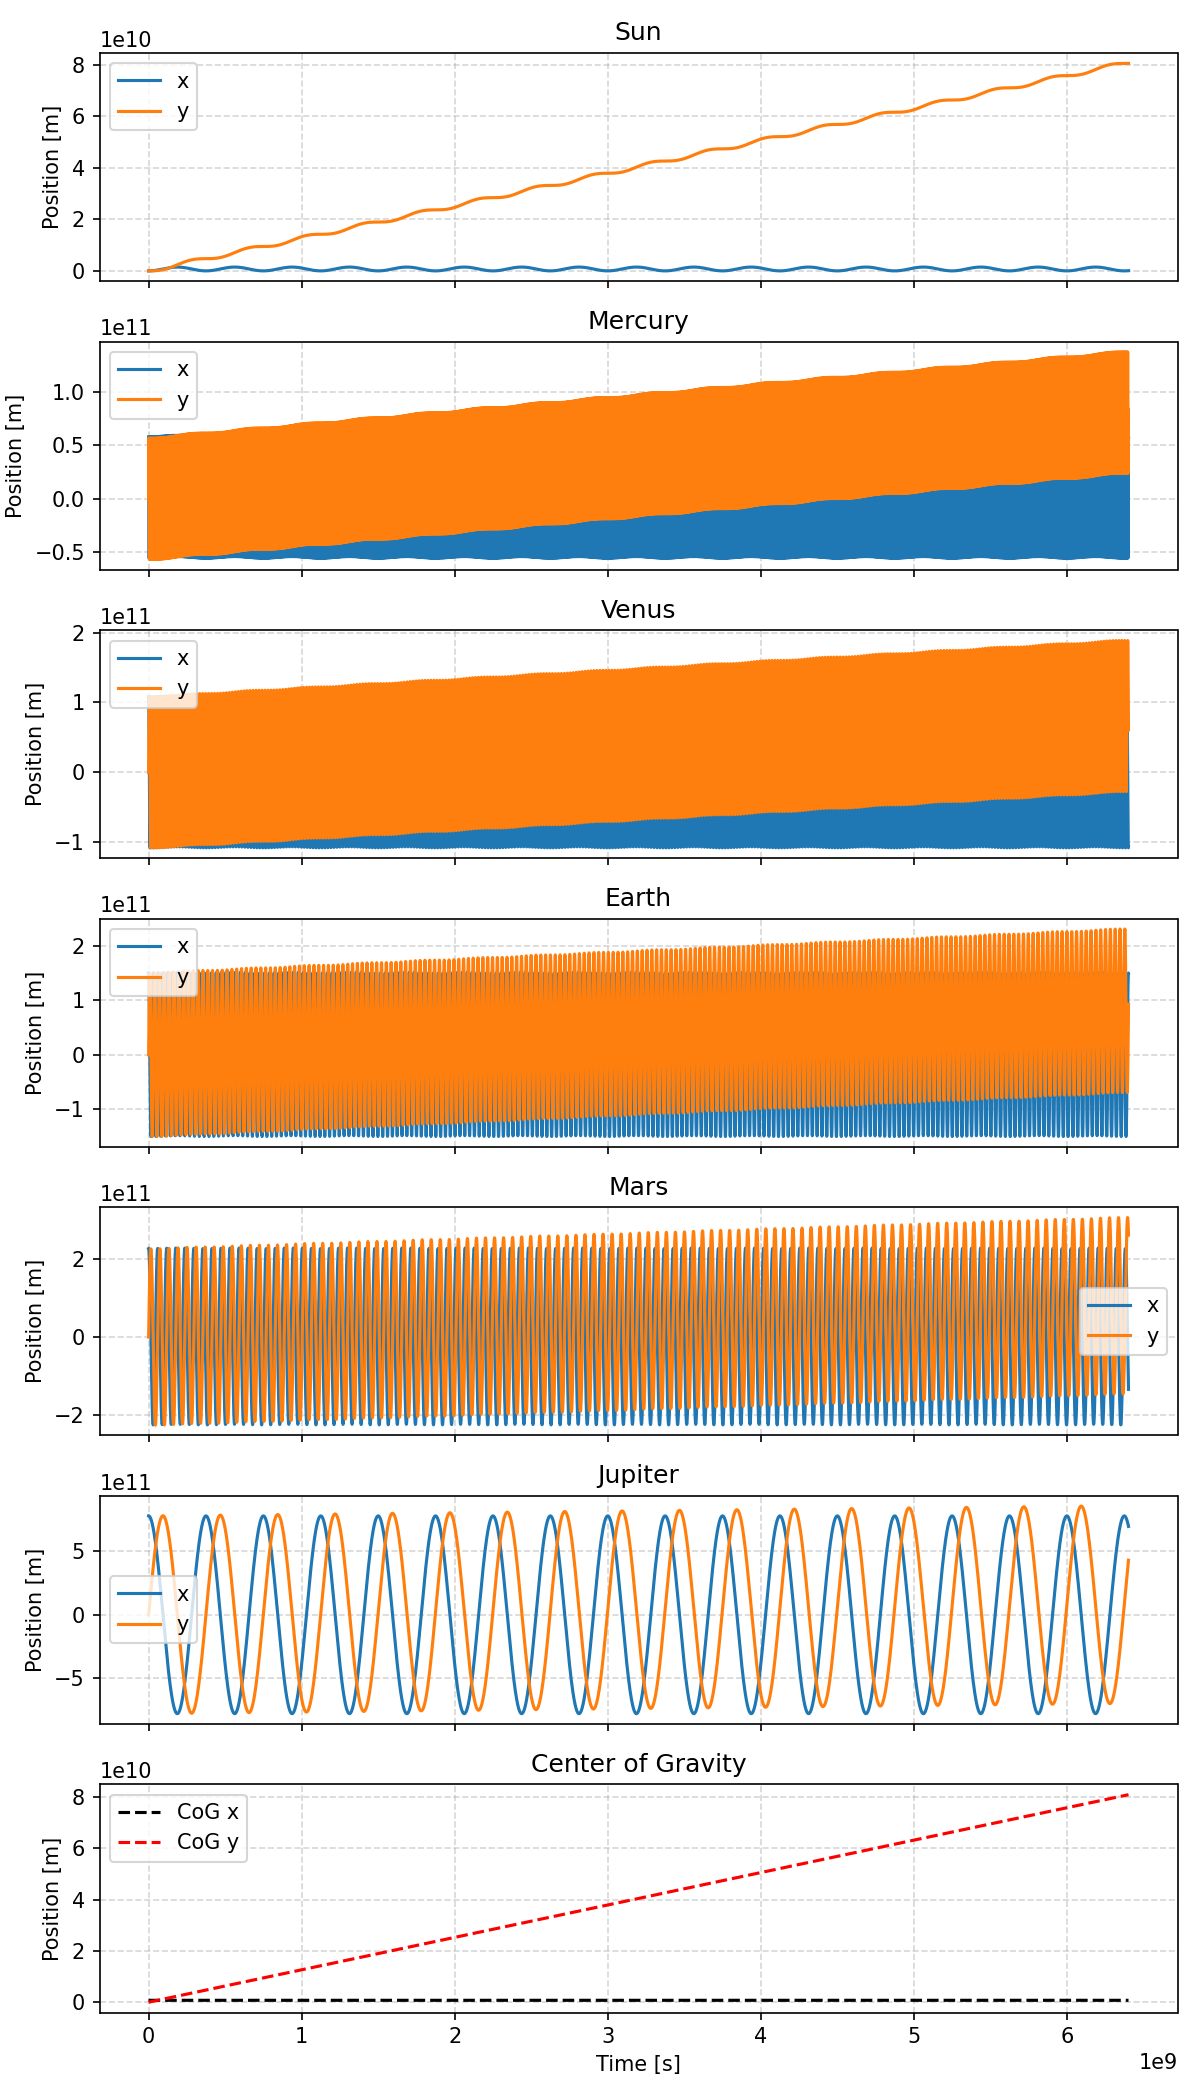 Sun
1e10
8
6
4
2
0
Position [m]
x
y
Mercury
1e11
1.0
0.5
0.0
−0.5
Position [m]
x
y
Venus
1e11
2
1
0
−1
Position [m]
x
y
Earth
1e11
2
1
0
−1
Position [m]
x
y
Mars
1e11
2
0
−2
Position [m]
x
y
Jupiter
1e11
5
0
−5
Position [m]
x
y
Center of Gravity
1e10
8
6
4
2
0
Position [m]
CoG x
CoG y
0 1 2 3 4 5 6
Time [s]
1e9